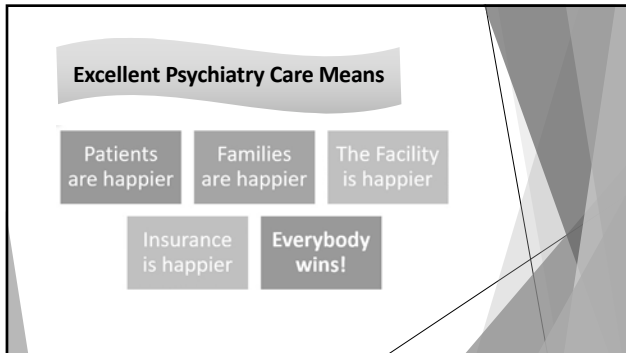 Excellent Psychiatry Care Means
Patients
are happier
Families
are happier
The Facility
is happier
Insurance
is happier
Everybody
wins!